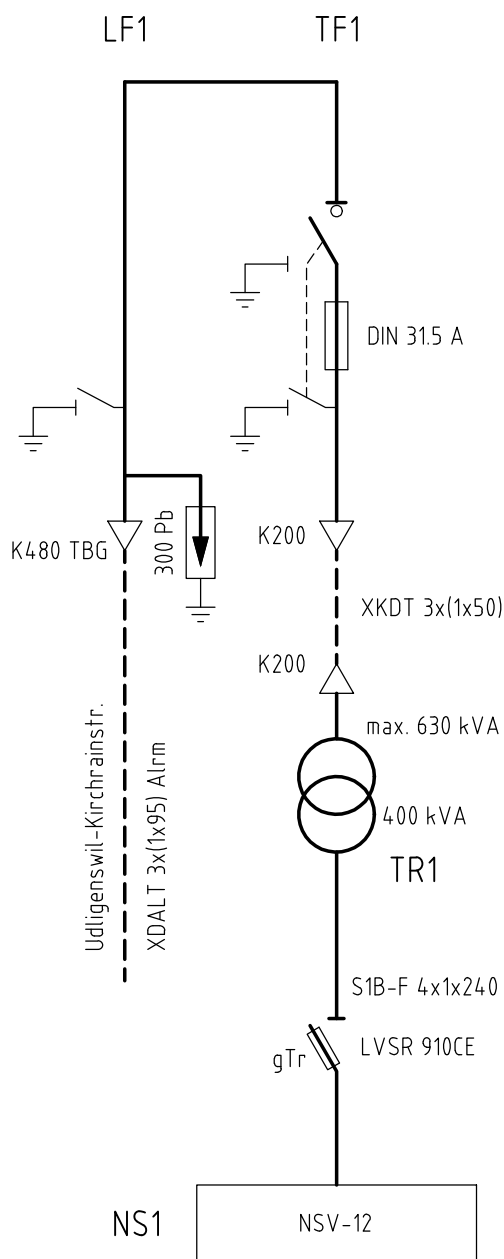 LF1
TF1
DIN 31.5 A
K480 TBG
300 Pb
K200
XKDT 3x(1x50)
K200
max. 630 kVA
400 kVA
TR1
Udligenswil-Kirchrainstr.
XDALT 3x(1x95) Alrm
S1B-F 4x1x240
LVSR 910CE
gTr
NS1
NSV-12